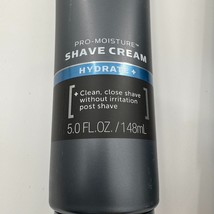 PRO-MOISTURE™
SHAVE CREAM
HYDRATE +
+ Clean, close shave
without irritation
post shave
5.0 FL.OZ./148mL